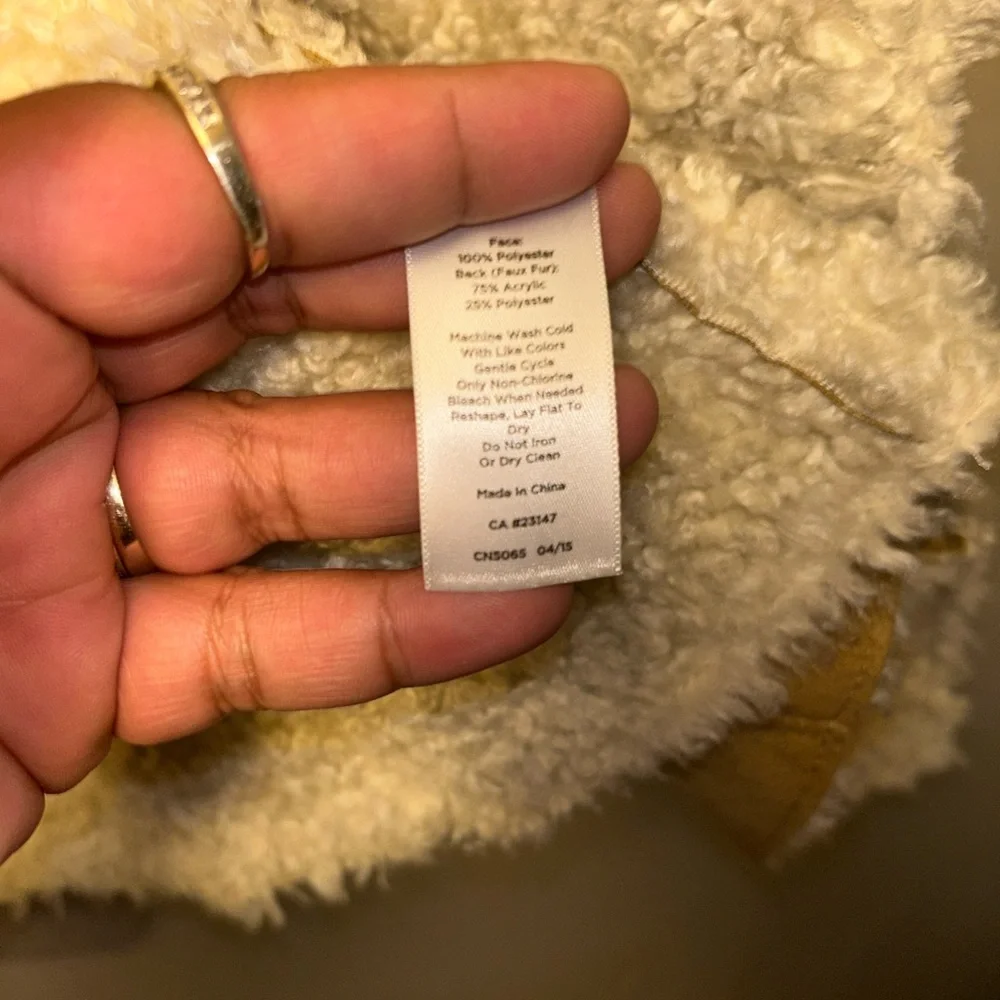 Face:
100% Polyester
Back (Faux Fur):
75% Acrylic
25% Polyester
Machine Wash Cold
With Like Colors
Gentle Cycle
Only Non-Chlorine
Bleach When Needed
Reshape, Lay Flat To
Dry
Do Not Iron
Or Dry Clean
Made In China
CA #23147
CNS065 04/15